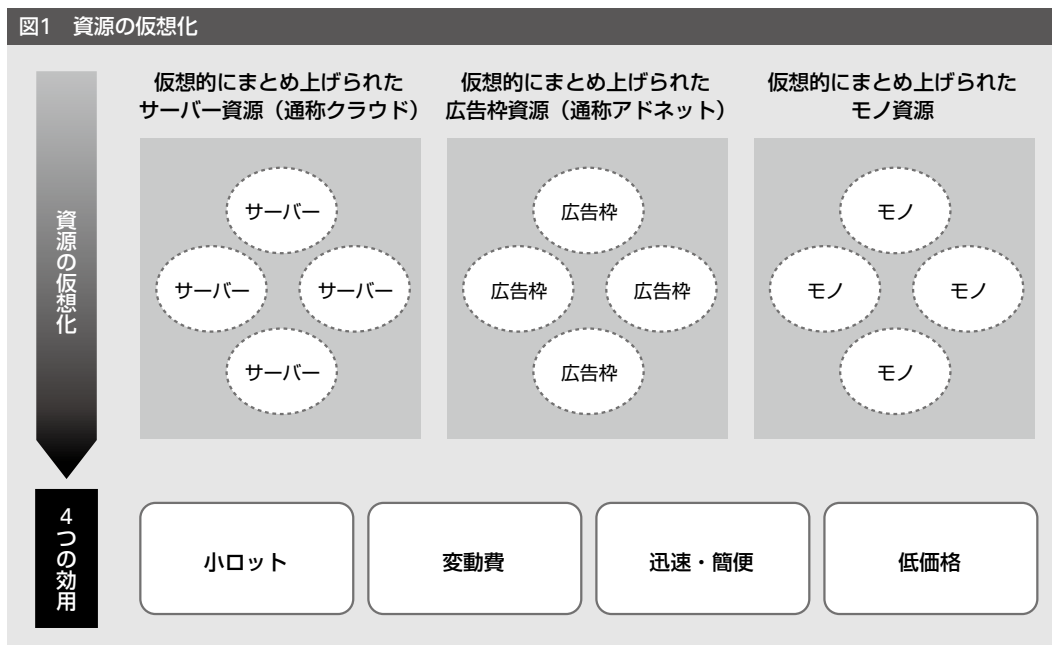 図1　資源の仮想化
資源の仮想化
仮想的にまとめ上げられた
サーバー資源（通称クラウド）
サーバー
サーバー
サーバー
サーバー
仮想的にまとめ上げられた
広告枠資源（通称アドネット）
広告枠
広告枠
広告枠
広告枠
仮想的にまとめ上げられた
モノ資源
モノ
モノ
モノ
モノ
4つの効用
小ロット
変動費
迅速・簡便
低価格